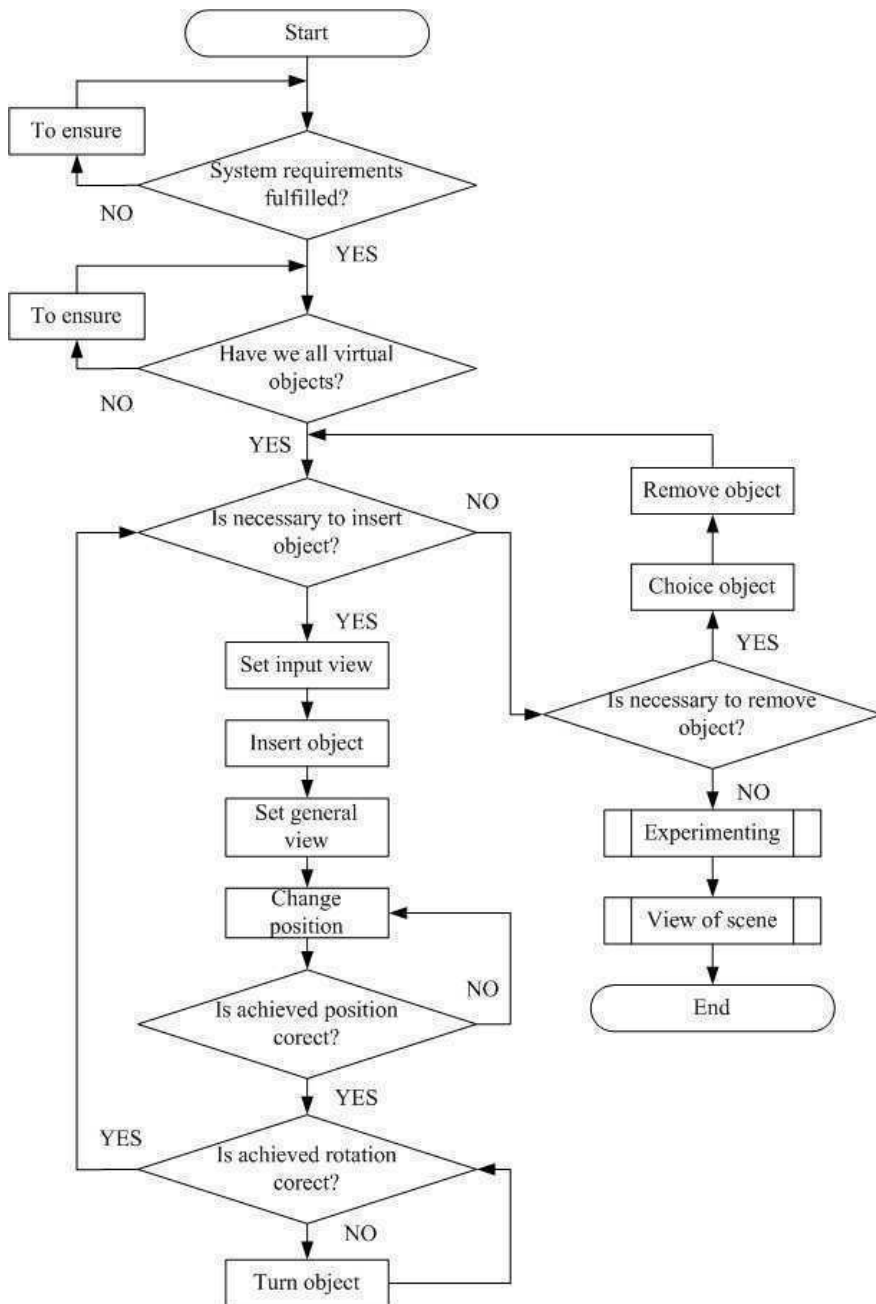 Start
To ensure
System requirements
fulfilled?
NO
YES
To ensure
Have we all virtual
objects?
NO
YES
Is necessary to insert
object?
NO
YES
Set input view
Insert object
Set general
view
Change
position
Is achieved position
corect?
NO
YES
Is achieved rotation
corect?
YES
NO
Turn object
Remove object
Choice object
YES
Is necessary to remove
object?
NO
Experimenting
View of scene
End